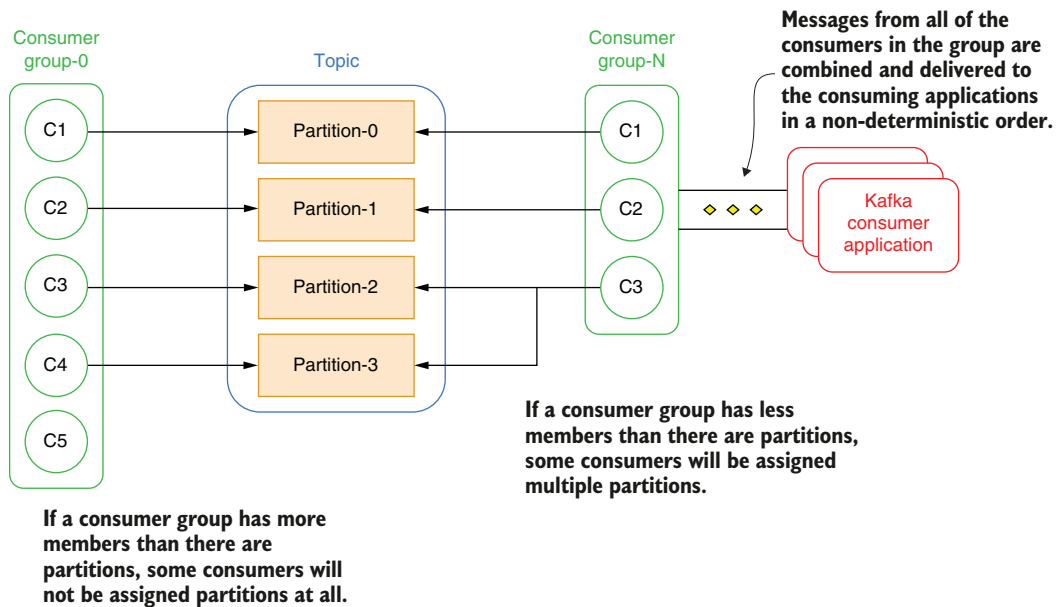 Consumer
group-0
C1
C2
C3
C4
C5
If a consumer group has more
members than there are
partitions, some consumers will
not be assigned partitions at all.
Topic
Partition-0
Partition-1
Partition-2
Partition-3
Consumer
group-N
C1
C2
C3
If a consumer group has less
members than there are partitions,
some consumers will be assigned
multiple partitions.
Messages from all of the
consumers in the group are
combined and delivered to
the consuming applications
in a non-deterministic order.
Kafka
consumer
application